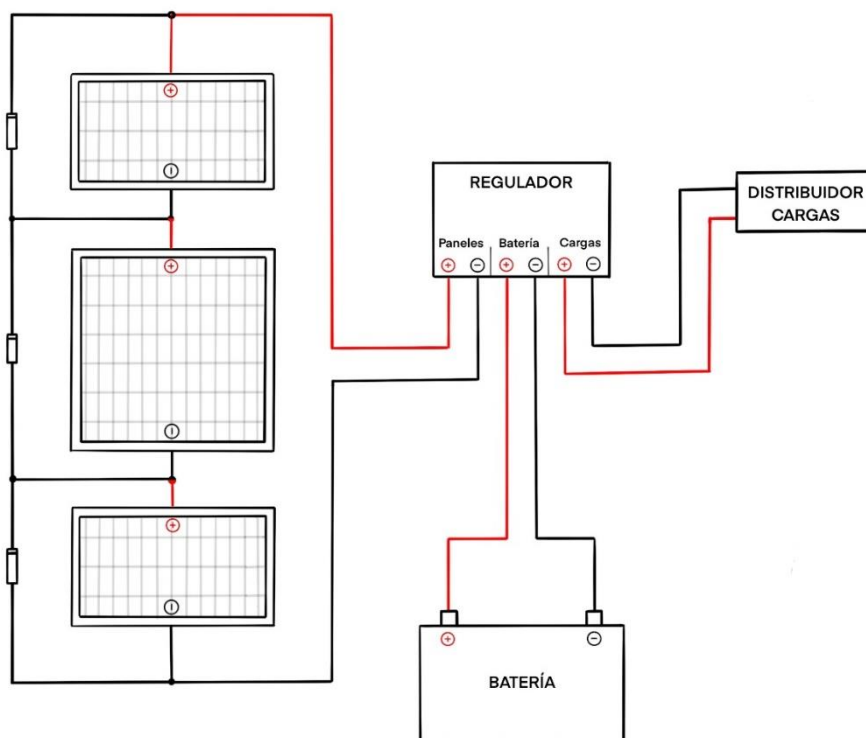 REGULADOR
Paneles Batería Cargas
+ − + − + −
DISTRIBUIDOR
CARGAS
+
−
+
−
+
−
+ −
BATERÍA